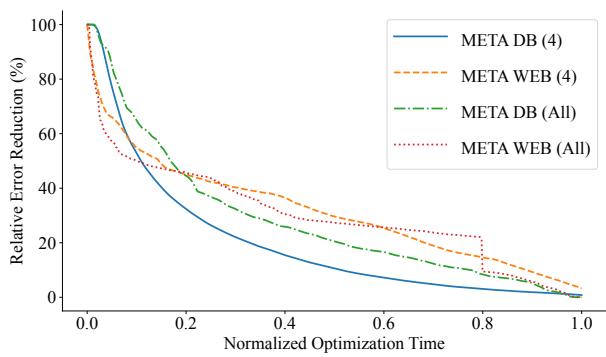 Relative Error Reduction (%)
100
80
60
40
20
0
META DB (4)
META WEB (4)
META DB (All)
META WEB (All)
0.0 0.2 0.4 0.6 0.8 1.0
Normalized Optimization Time